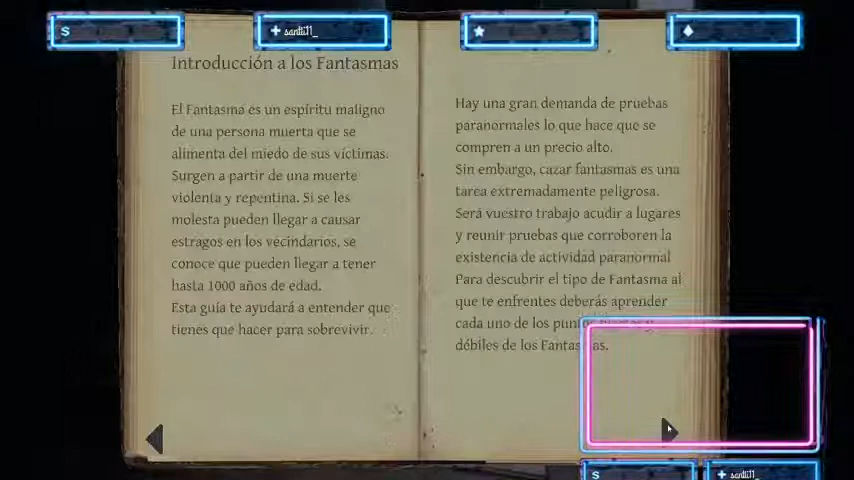 S
santi11_
Introducción a los Fantasmas
El Fantasma es un espíritu maligno
de una persona muerta que se
alimenta del miedo de sus víctimas.
Surgen a partir de una muerte
violenta y repentina. Si se les
molesta pueden llegar a causar
estragos en los vecindarios, se
conoce que pueden llegar a tener
hasta 1000 años de edad.
Esta guía te ayudará a entender que
tienes que hacer para sobrevivir.
Hay una gran demanda de pruebas
paranormales lo que hace que se
compren a un precio alto.
Sin embargo, cazar fantasmas es una
tarea extremadamente peligrosa.
Será vuestro trabajo acudir a lugares
y reunir pruebas que corroboren la
existencia de actividad paranormal
Para descubrir el tipo de Fantasma al
que te enfrentes deberás aprender
cada uno de los puntos
débiles de los Fantasmas.
S
santi11_